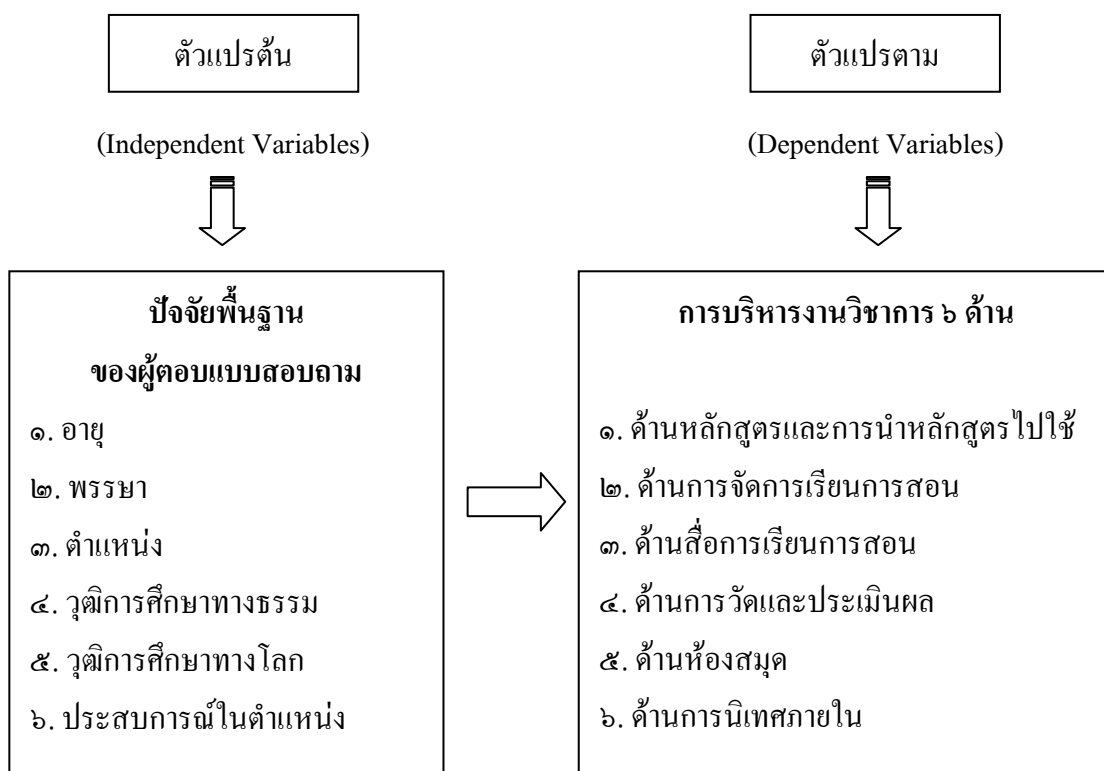 ตัวแปรต้น
(Independent Variables)
ปัจจัยพื้นฐาน
ของผู้ตอบแบบสอบถาม
๑. อายุ
๒. พรรษา
๓. ตำแหน่ง
๔. วุฒิการศึกษาทางธรรม
๕. วุฒิการศึกษาทางโลก
๖. ประสบการณ์ในตำแหน่ง
ตัวแปรตาม
(Dependent Variables)
การบริหารงานวิชาการ ๖ ด้าน
๑. ด้านหลักสูตรและการนำหลักสูตรไปใช้
๒. ด้านการจัดการเรียนการสอน
๓. ด้านสื่อการเรียนการสอน
๔. ด้านการวัดและประเมินผล
๕. ด้านห้องสมุด
๖. ด้านการนิเทศภายใน